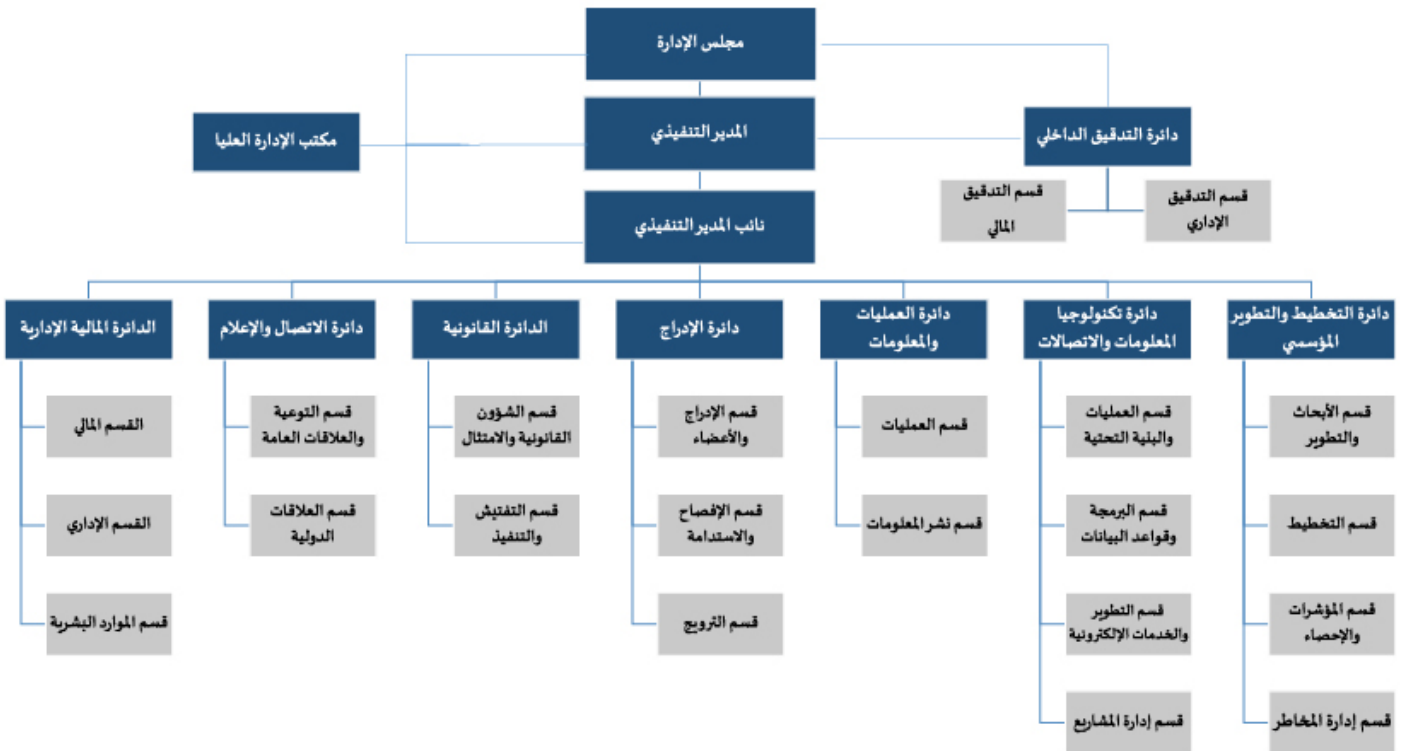 مجلس الإدارة
المدير التنفيذي
نائب المدير التنفيذي
دائرة التدقيق الداخلي
قسم التدقيق
الإداري
قسم التدقيق
المالي
مكتب الإدارة العليا
دائرة التخطيط والتطوير
المؤسسي
قسم الأبحاث
والتطوير
قسم التخطيط
قسم المؤشرات
والإحصاء
قسم إدارة المخاطر
دائرة تكنولوجيا
المعلومات والاتصالات
قسم العمليات
والبنية التحتية
قسم البرمجة
وقواعد البيانات
قسم التطوير
والخدمات الإلكترونية
قسم إدارة المشاريع
دائرة العمليات
والمعلومات
قسم العمليات
قسم نشر المعلومات
دائرة الإدراج
قسم الإدراج
والأعضاء
قسم الإفصاح
والاستدامة
قسم الترويج
الدائرة القانونية
قسم الشؤون
القانونية والامتثال
قسم التفتيش
والتنفيذ
دائرة الاتصال والإعلام
قسم التوعية
والعلاقات العامة
قسم العلاقات
الدولية
الدائرة المالية الإدارية
القسم المالي
القسم الإداري
قسم الموارد البشرية